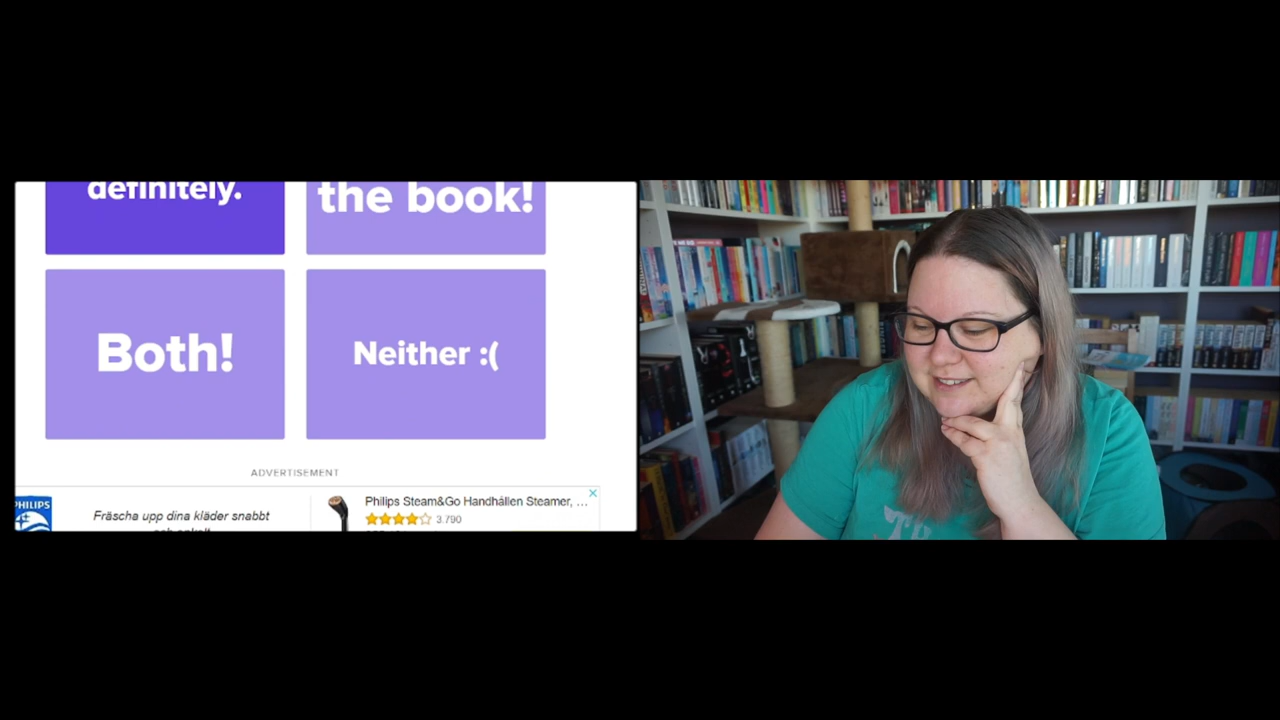 definitely.
the book!
Both!
Neither :(
ADVERTISEMENT
PHILIPS
Fräscha upp dina kläder snabbt
Philips Steam&Go Handhållen Steamer, ...
3.790